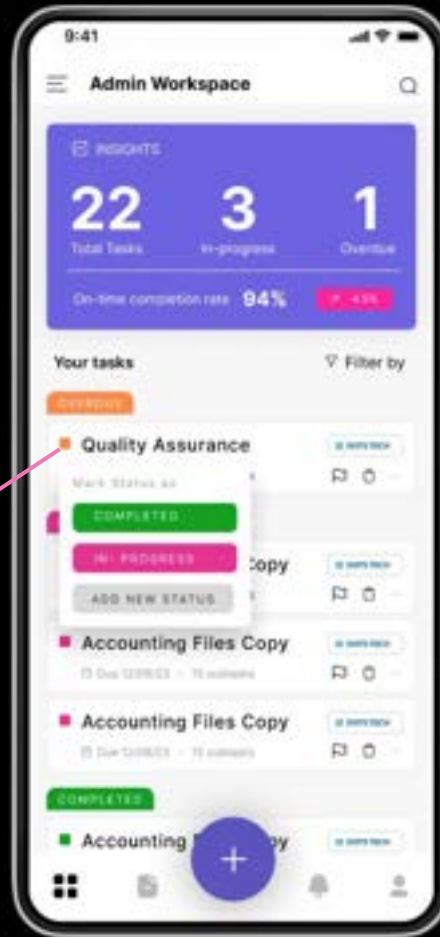 9:41
Admin Workspace
INSIGHTS
22 3 1
Total Tasks In-progress Overdue
On-time completion rate 94%
Your tasks Filter by
OVERDUE
Quality Assurance
Mark Status as
COMPLETED
IN- PROGRESS
Copy
ADD NEW STATUS
Accounting Files Copy
Accounting Files Copy
COMPLETED
Accounting